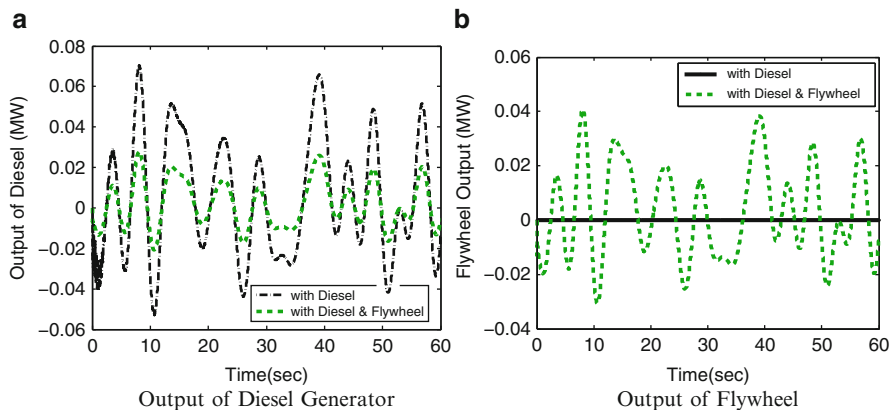 a
Output of Diesel (MW)
0.08
0.06
0.04
0.02
0
−0.02
−0.04
−0.06
with Diesel
with Diesel & Flywheel
0 10 20 30 40 50 60
Time(sec)
Output of Diesel Generator
b
Flywheel Output (MW)
0.06
0.04
0.02
0
−0.02
−0.04
with Diesel
with Diesel & Flywheel
0 10 20 30 40 50 60
Time(sec)
Output of Flywheel